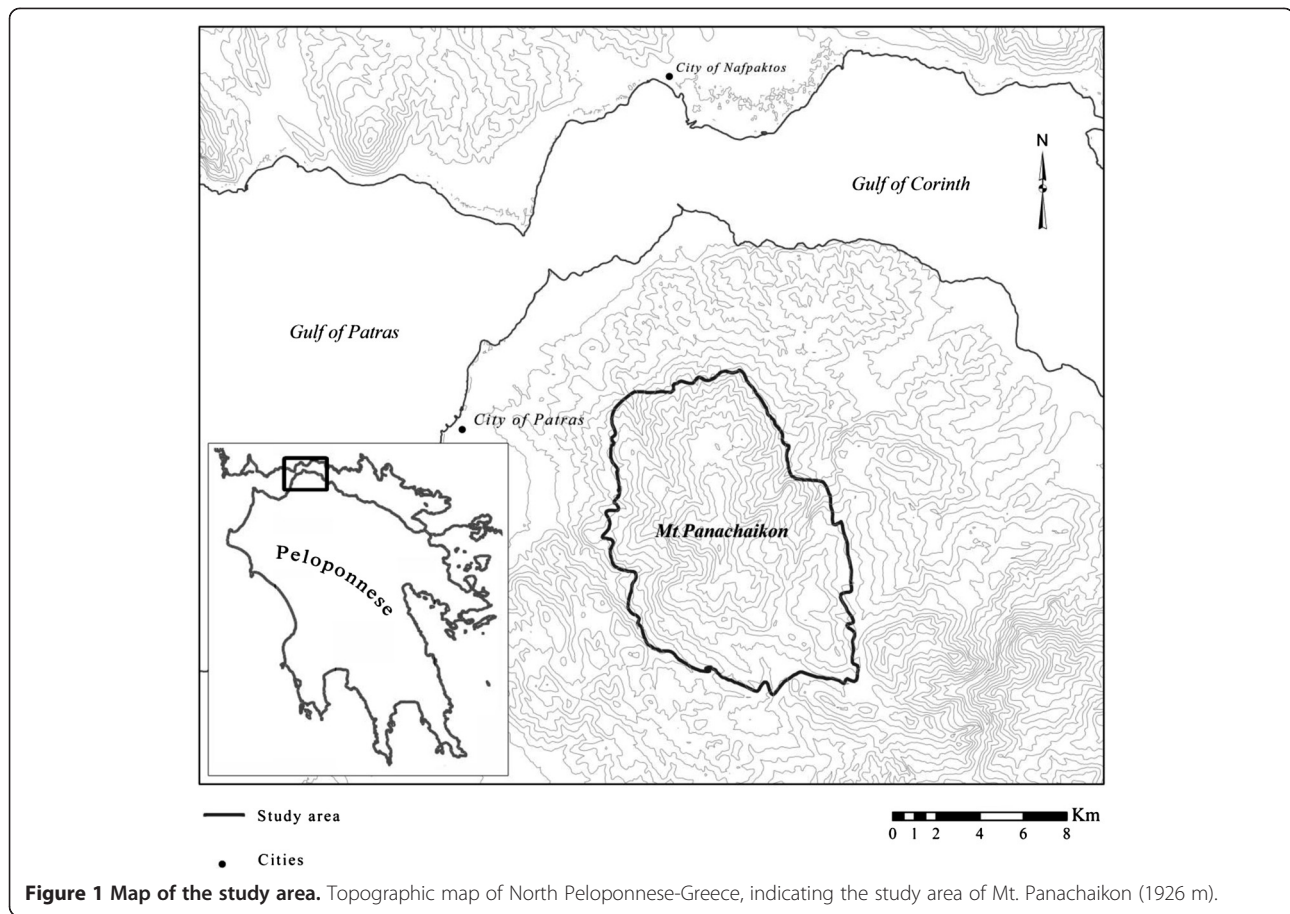 City of Nafpaktos
N
Gulf of Corinth
Gulf of Patras
City of Patras
Mt. Panachaikon
Peloponnese
Study area
Cities
Km
0 1 2 4 6 8
Figure 1 Map of the study area. Topographic map of North Peloponnese-Greece, indicating the study area of Mt. Panachaikon (1926 m).